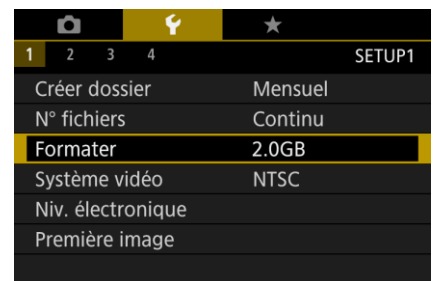 1 2 3 4 SETUP1
Créer dossier Mensuel
N° fichiers Continu
Formater 2.0GB
Système vidéo NTSC
Niv. électronique
Première image